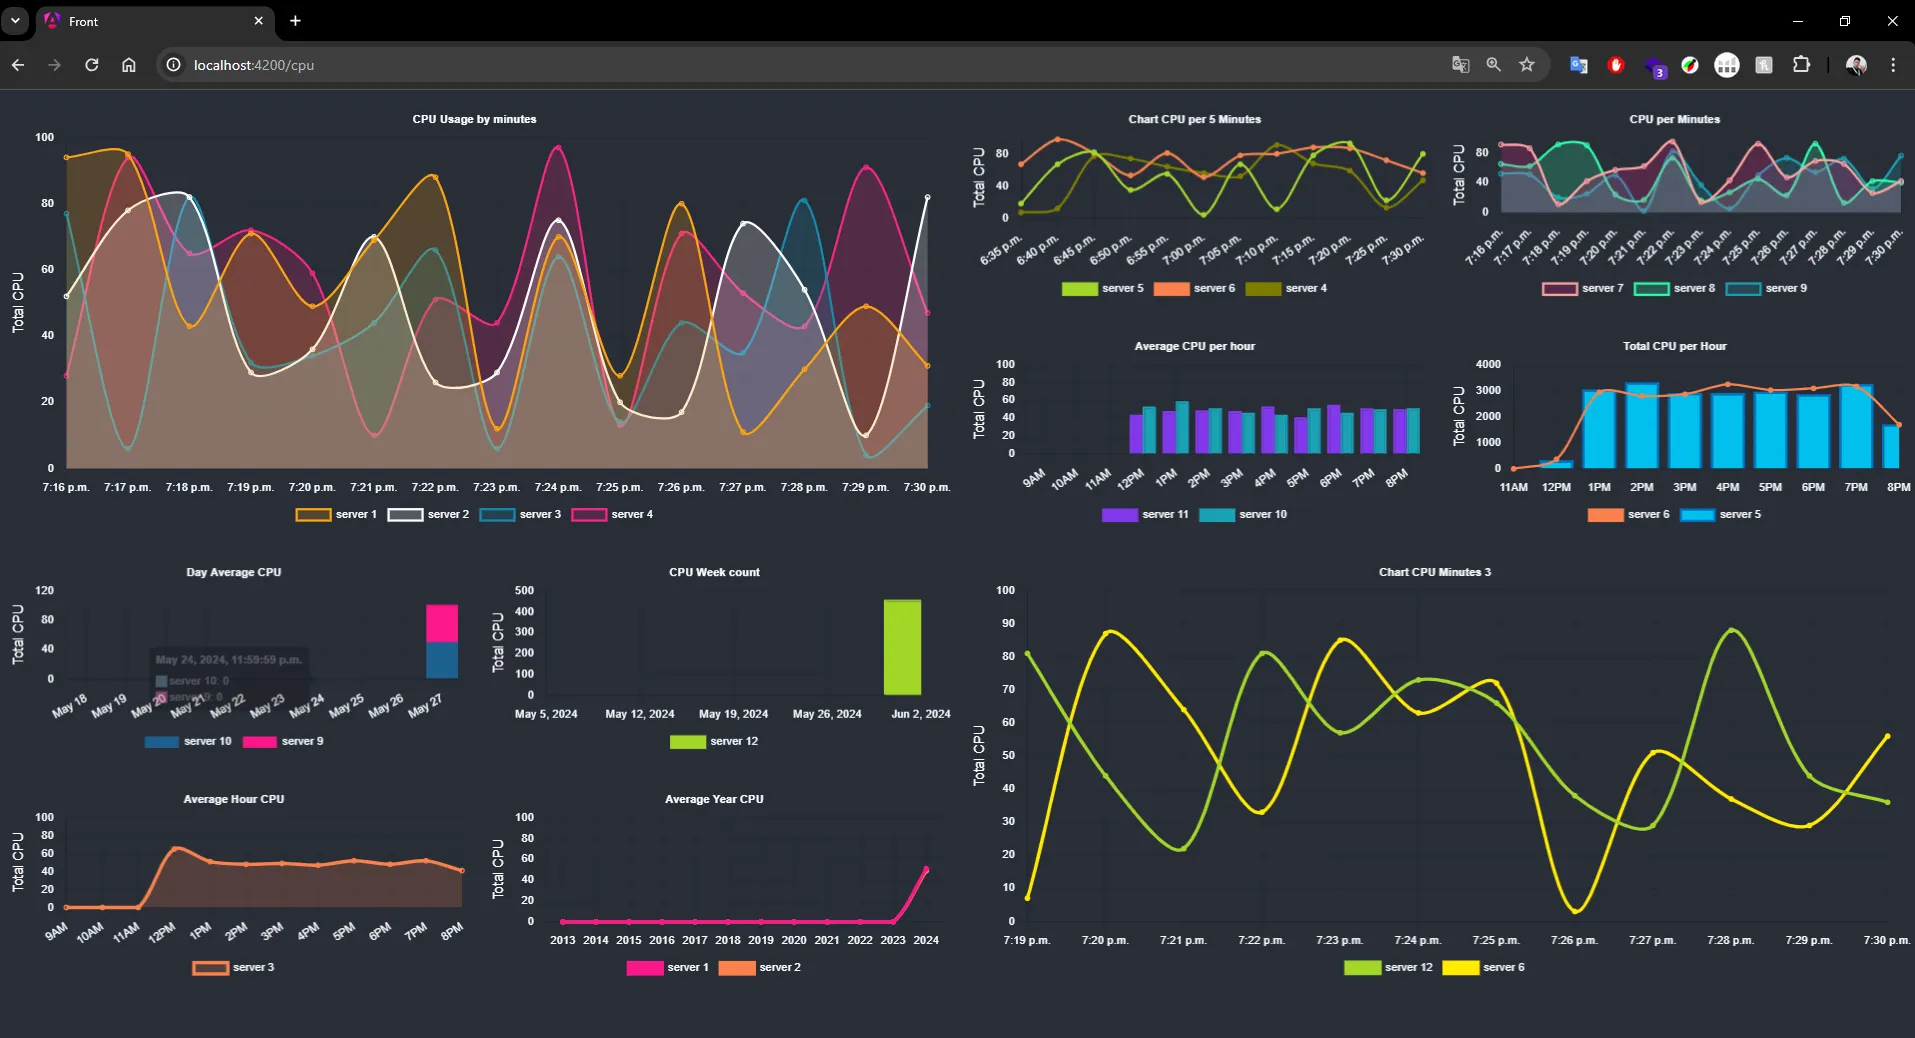 Front
localhost:4200/cpu
3
CPU Usage by minutes
Total CPU
100
80
60
40
20
0
7:16 p.m. 7:17 p.m. 7:18 p.m. 7:19 p.m. 7:20 p.m. 7:21 p.m. 7:22 p.m. 7:23 p.m. 7:24 p.m. 7:25 p.m. 7:26 p.m. 7:27 p.m. 7:28 p.m. 7:29 p.m. 7:30 p.m.
server 1 server 2 server 3 server 4
Chart CPU per 5 Minutes
Total CPU
80
40
0
6:35 p.m. 6:40 p.m. 6:45 p.m. 6:50 p.m. 6:55 p.m. 7:00 p.m. 7:05 p.m. 7:10 p.m. 7:15 p.m. 7:20 p.m. 7:25 p.m. 7:30 p.m.
server 5 server 6 server 4
CPU per Minutes
Total CPU
80
40
0
7:16 p.m. 7:17 p.m. 7:18 p.m. 7:19 p.m. 7:20 p.m. 7:21 p.m. 7:22 p.m. 7:23 p.m. 7:24 p.m. 7:25 p.m. 7:26 p.m. 7:27 p.m. 7:28 p.m. 7:29 p.m. 7:30 p.m.
server 7 server 8 server 9
Average CPU per hour
Total CPU
100
80
60
40
20
0
9AM 10AM 11AM 12PM 1PM 2PM 3PM 4PM 5PM 6PM 7PM 8PM
server 11 server 10
Total CPU per Hour
Total CPU
4000
3000
2000
1000
0
11AM 12PM 1PM 2PM 3PM 4PM 5PM 6PM 7PM 8PM
server 6 server 5
Day Average CPU
Total CPU
120
80
40
0
May 24, 2024, 11:59:59 p.m.
server 10: 0
server 9: 0
May 18 May 19 May 20 May 21 May 22 May 23 May 24 May 25 May 26 May 27
server 10 server 9
CPU Week count
Total CPU
500
400
300
200
100
0
May 5, 2024 May 12, 2024 May 19, 2024 May 26, 2024 Jun 2, 2024
server 12
Chart CPU Minutes 3
Total CPU
100
90
80
70
60
50
40
30
20
10
0
7:19 p.m. 7:20 p.m. 7:21 p.m. 7:22 p.m. 7:23 p.m. 7:24 p.m. 7:25 p.m. 7:26 p.m. 7:27 p.m. 7:28 p.m. 7:29 p.m. 7:30 p.m.
server 12 server 6
Average Hour CPU
Total CPU
100
80
60
40
20
0
9AM 10AM 11AM 12PM 1PM 2PM 3PM 4PM 5PM 6PM 7PM 8PM
server 3
Average Year CPU
Total CPU
100
80
60
40
20
0
2013 2014 2015 2016 2017 2018 2019 2020 2021 2022 2023 2024
server 1 server 2